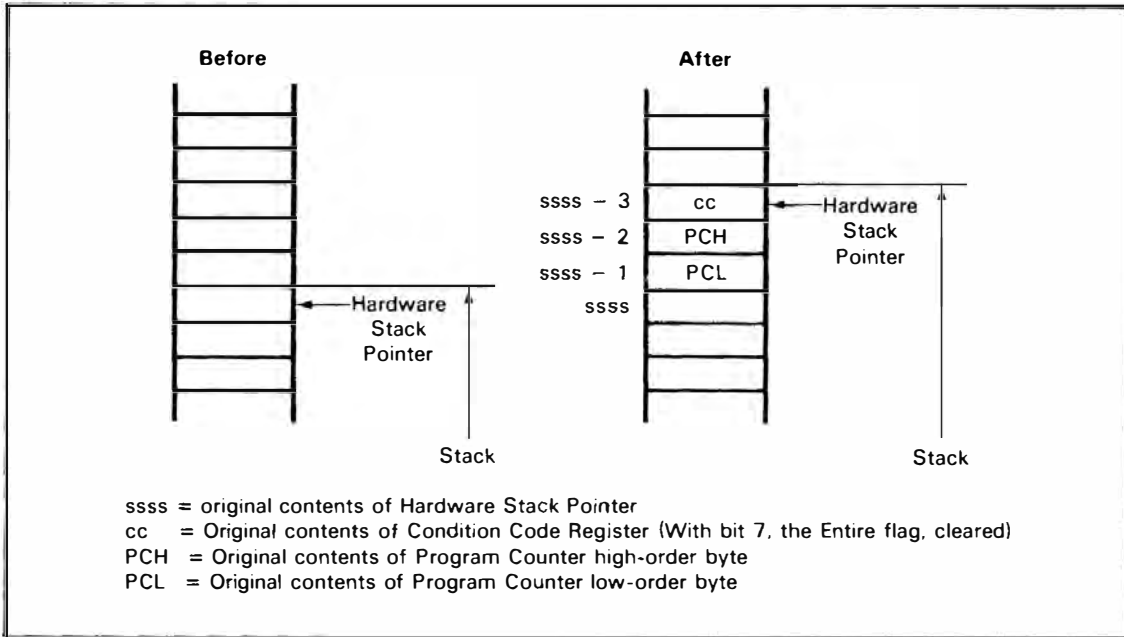 Before
After
Hardware
Stack
Pointer
Stack
ssss – 3
cc
ssss – 2
PCH
ssss – 1
PCL
ssss
Hardware
Stack
Pointer
Stack
ssss = original contents of Hardware Stack Pointer
cc = Original contents of Condition Code Register (With bit 7, the Entire flag, cleared)
PCH = Original contents of Program Counter high-order byte
PCL = Original contents of Program Counter low-order byte